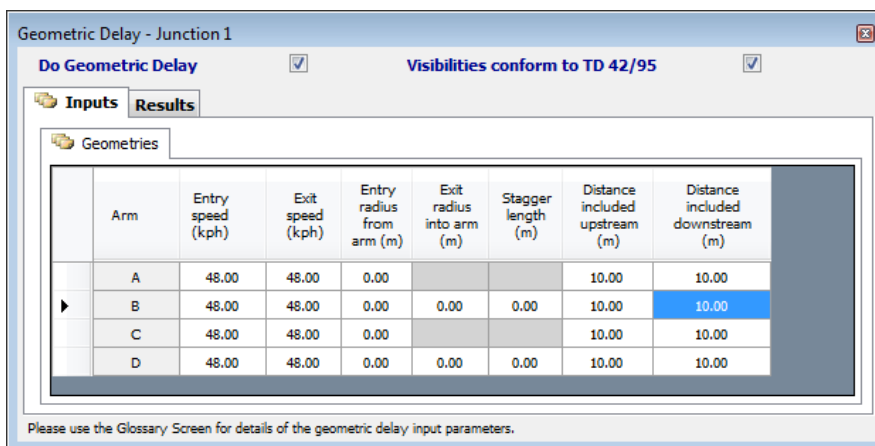 Geometric Delay - Junction 1
Do Geometric Delay Visibilities conform to TD 42/95
Inputs Results
Geometries
Arm Entry speed (kph) Exit speed (kph) Entry radius from arm (m) Exit radius into arm (m) Stagger length (m) Distance included upstream (m) Distance included downstream (m)
A 48.00 48.00 0.00 10.00 10.00
B 48.00 48.00 0.00 0.00 0.00 10.00 10.00
C 48.00 48.00 0.00 10.00 10.00
D 48.00 48.00 0.00 0.00 0.00 10.00 10.00
Please use the Glossary Screen for details of the geometric delay input parameters.